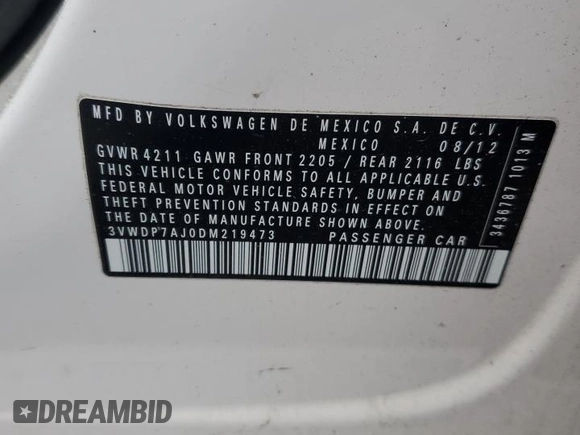 MFD BY VOLKSWAGEN DE MEXICO S.A. DE C.V.
MEXICO 08/12
GVWR 4211 GAWR FRONT 2205 / REAR 2116 LBS
THIS VEHICLE CONFORMS TO ALL APPLICABLE
FEDERAL MOTOR VEHICLE SAFETY, BUMPER AND
THEFT PREVENTION STANDARDS IN EFFECT ON
THE DATE OF MANUFACTURE SHOWN ABOVE.
3VWDP7AJ0DM219473 PASSENGER CAR
3436787 1013 M
DREAMBID